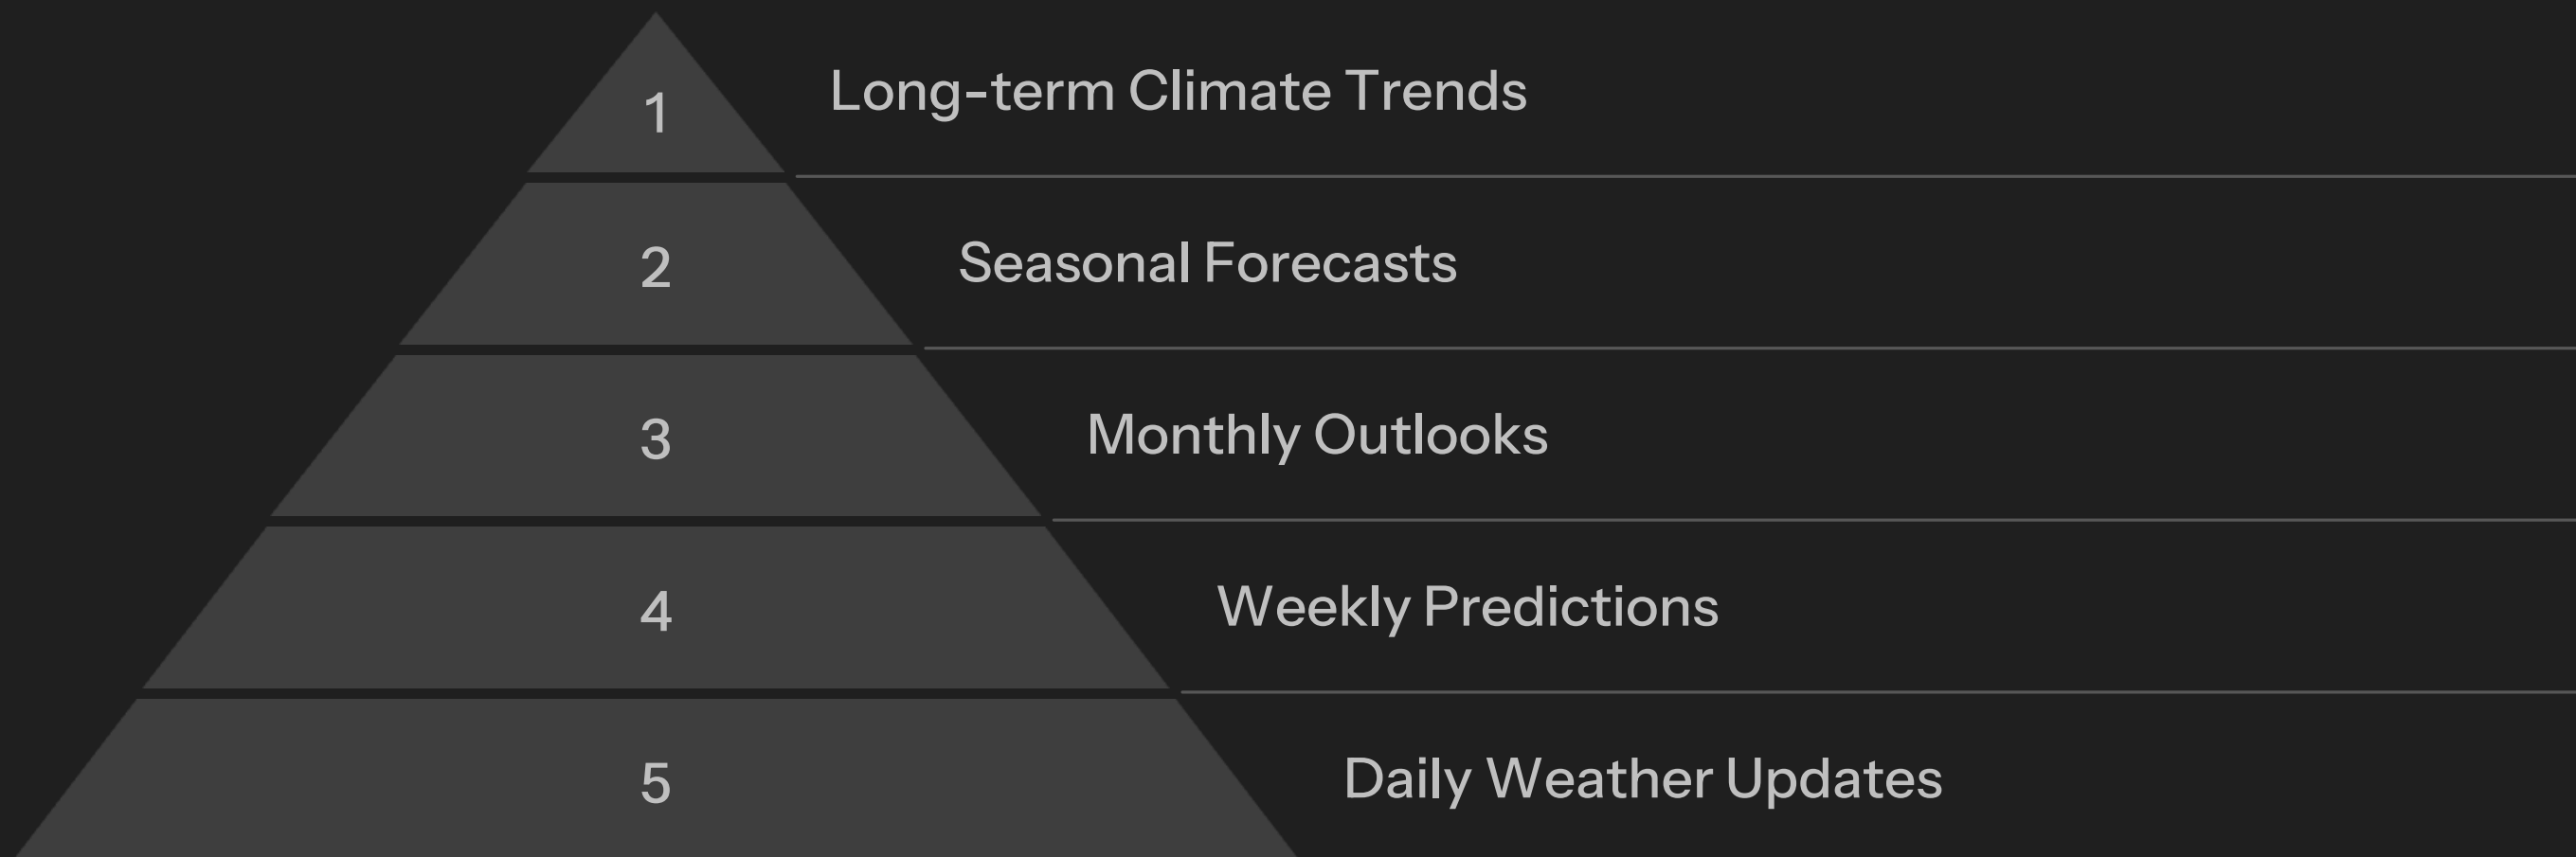 1
Long-term Climate Trends
2
Seasonal Forecasts
3
Monthly Outlooks
4
Weekly Predictions
5
Daily Weather Updates